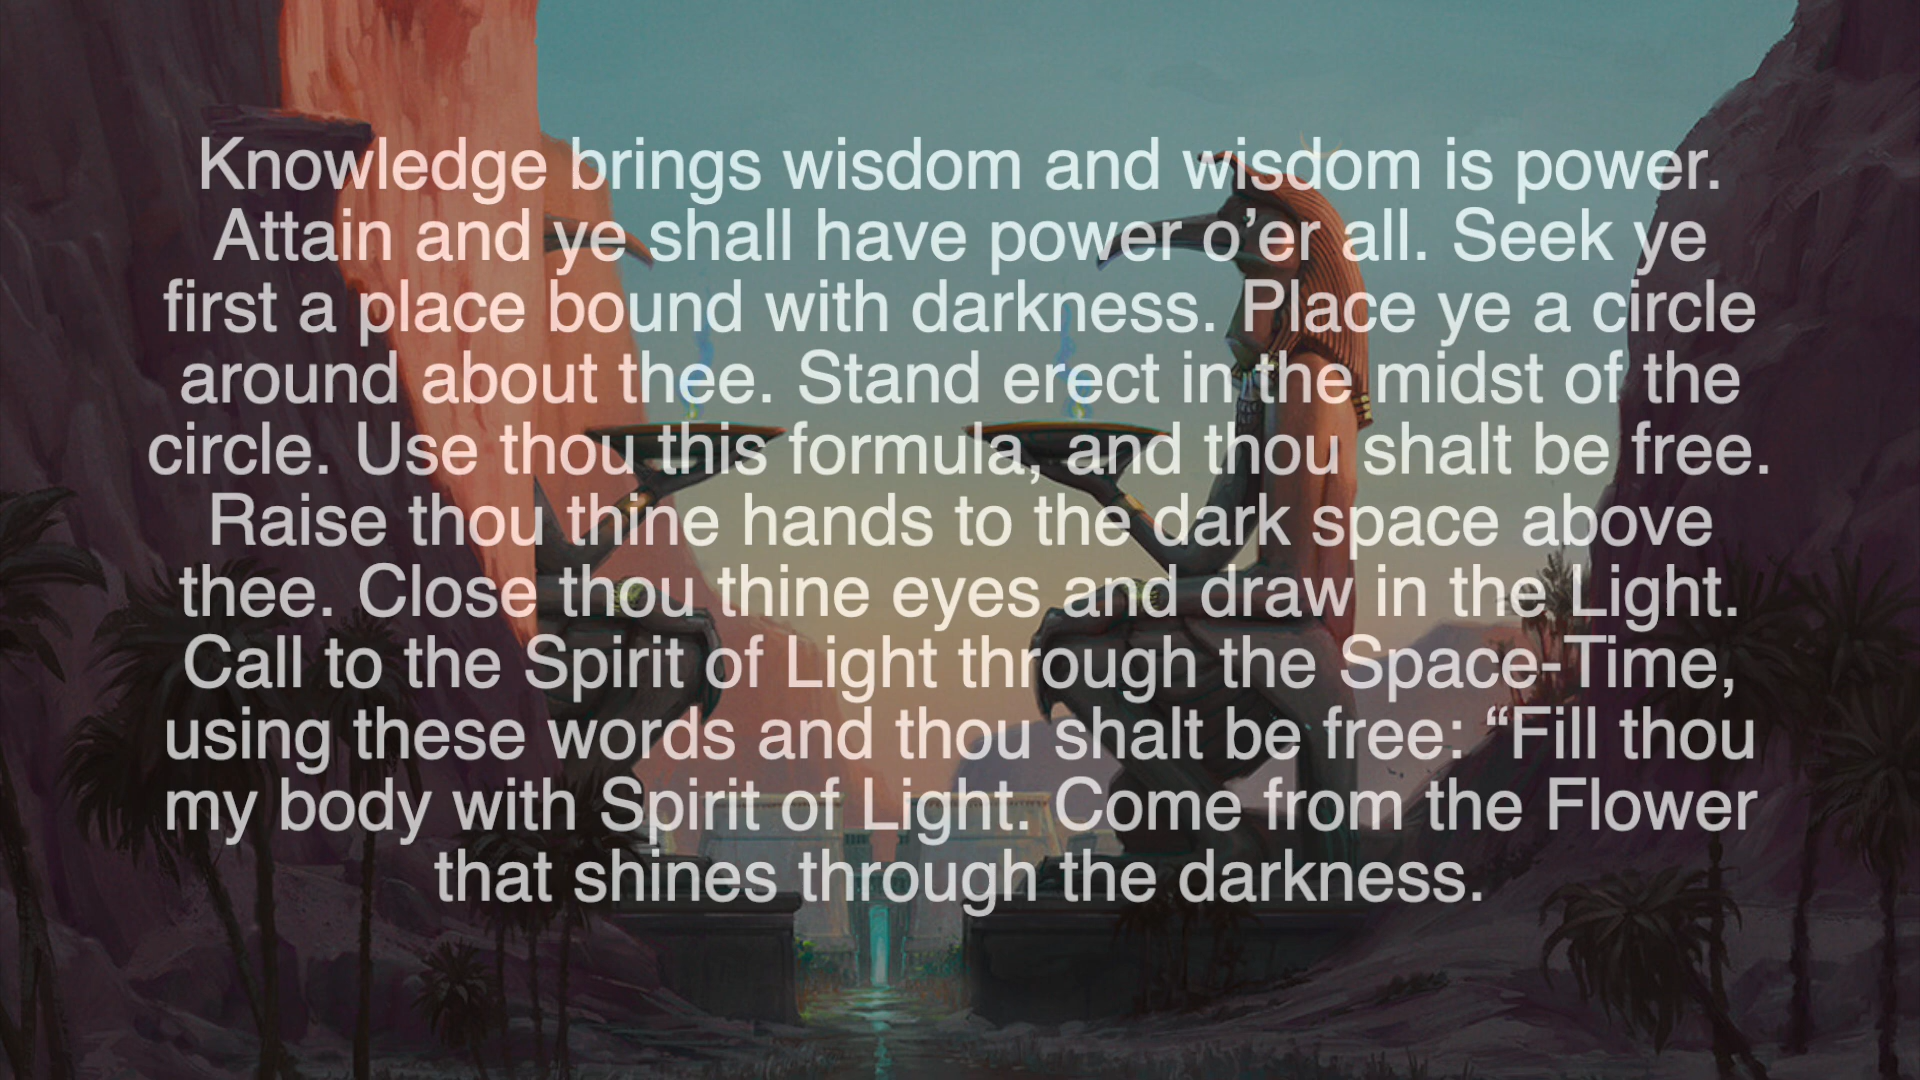 Knowledge brings wisdom and wisdom is power.
Attain and ye shall have power o’er all. Seek ye
first a place bound with darkness. Place ye a circle
around about thee. Stand erect in the midst of the
circle. Use thou this formula, and thou shalt be free.
Raise thou thine hands to the dark space above
thee. Close thou thine eyes and draw in the Light.
Call to the Spirit of Light through the Space-Time,
using these words and thou shalt be free: “Fill thou
my body with Spirit of Light. Come from the Flower
that shines through the darkness.